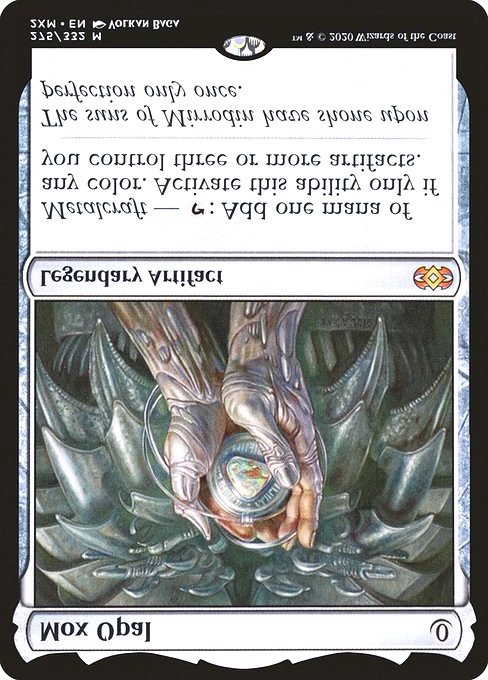 Mox Opal
0
Legendary Artifact
Metalcraft — T: Add one mana of
any color. Activate this ability only if
you control three or more artifacts.
The suns of Mirrodin have shone upon
perfection only once.
275/332 M
2XM • EN Volkan Baga
™ & © 2020 Wizards of the Coast